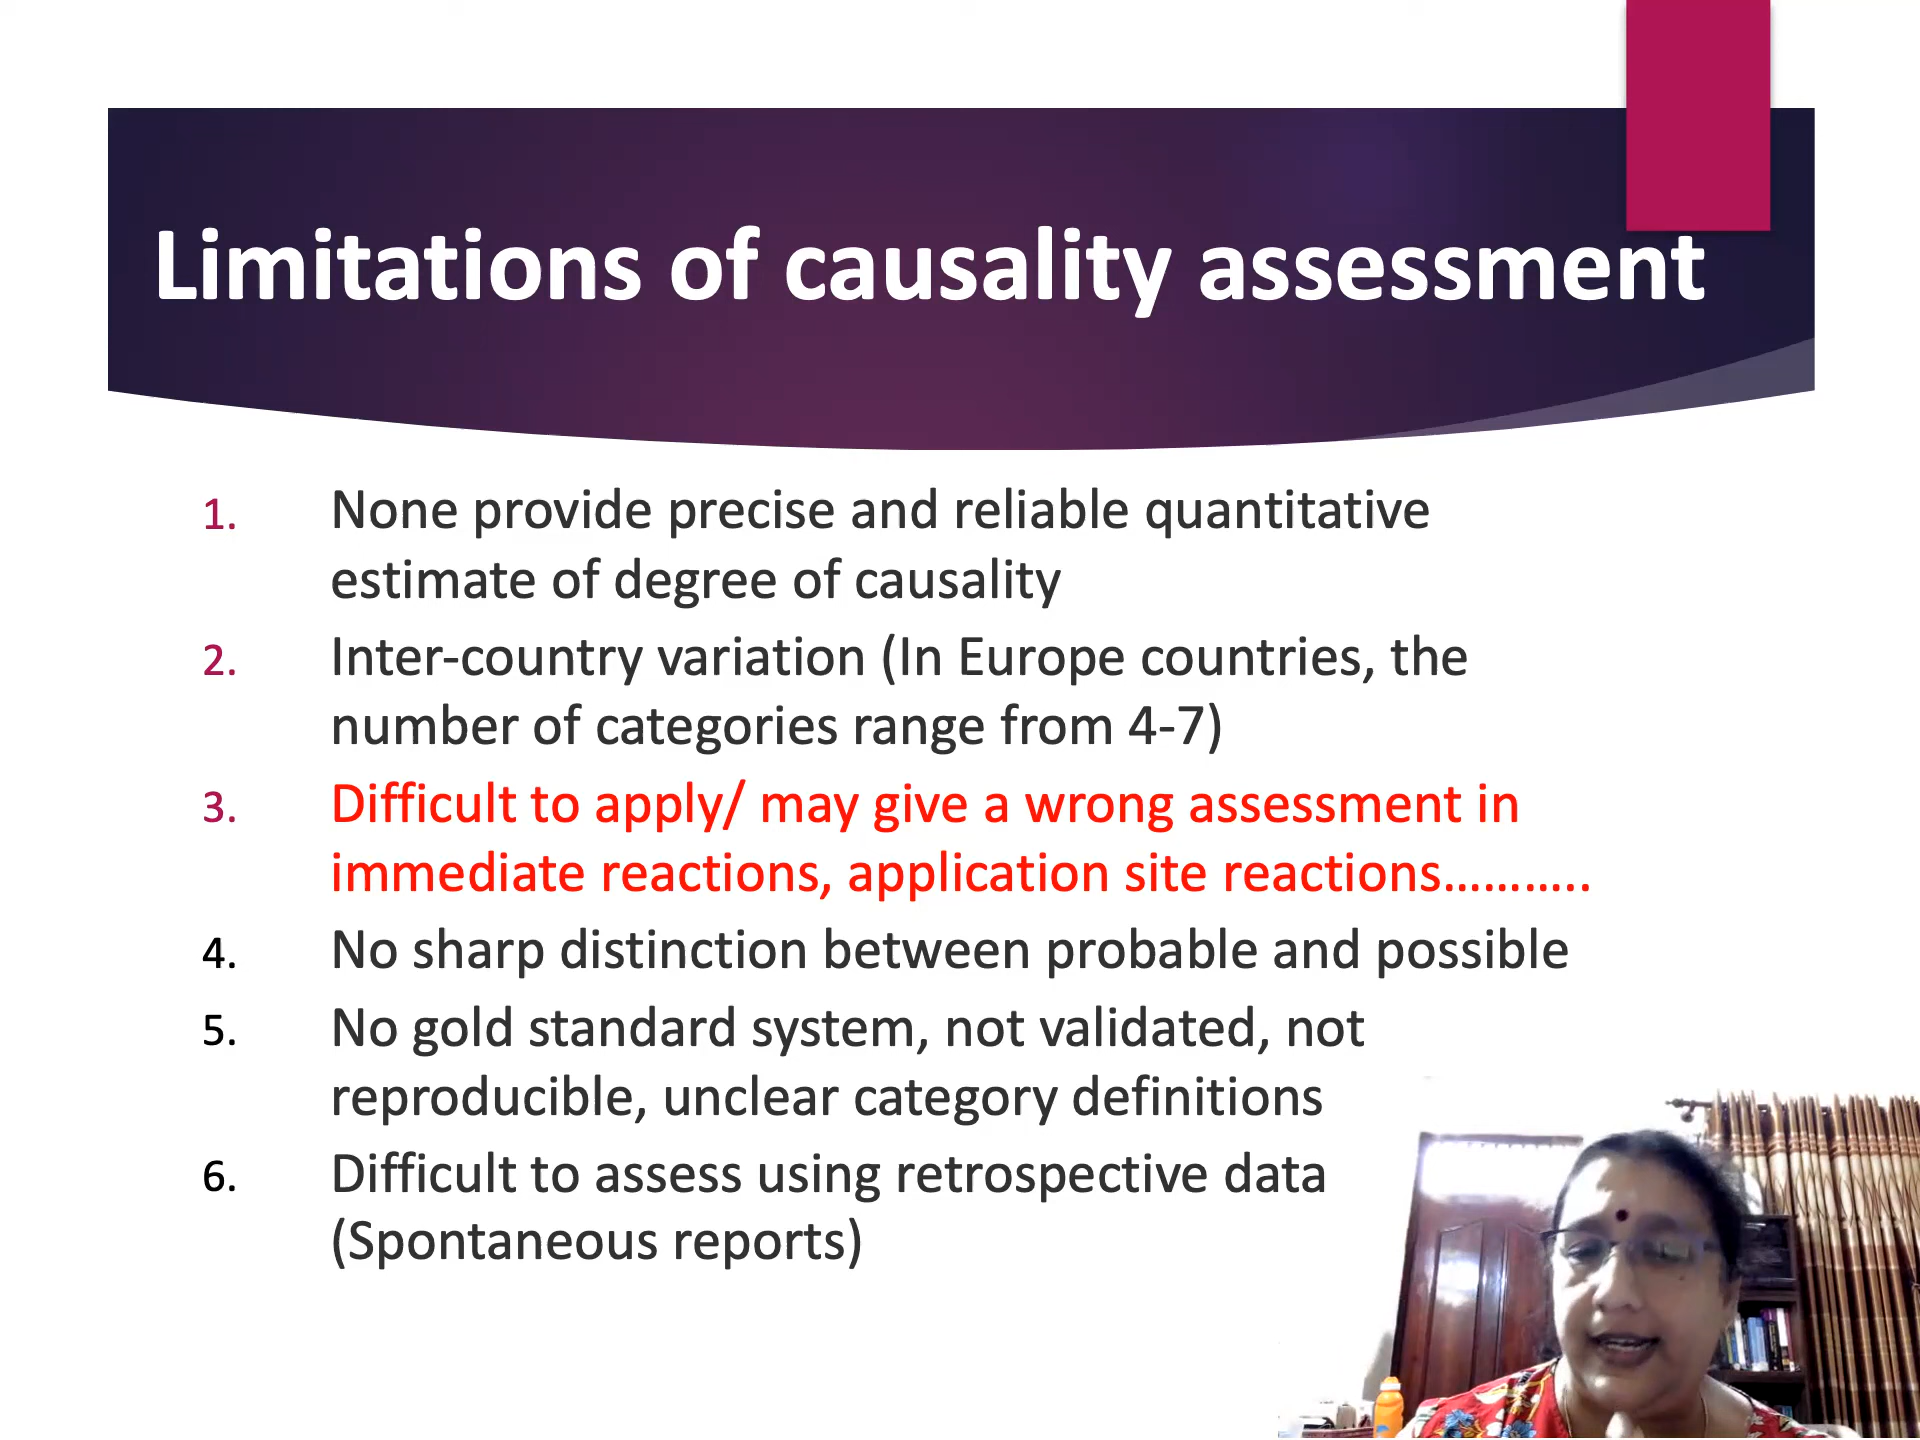 Limitations of causality assessment
1. None provide precise and reliable quantitative
estimate of degree of causality
2. Inter-country variation (In Europe countries, the
number of categories range from 4-7)
3. Difficult to apply/ may give a wrong assessment in
immediate reactions, application site reactions………..
4. No sharp distinction between probable and possible
5. No gold standard system, not validated, not
reproducible, unclear category definitions
6. Difficult to assess using retrospective data
(Spontaneous reports)